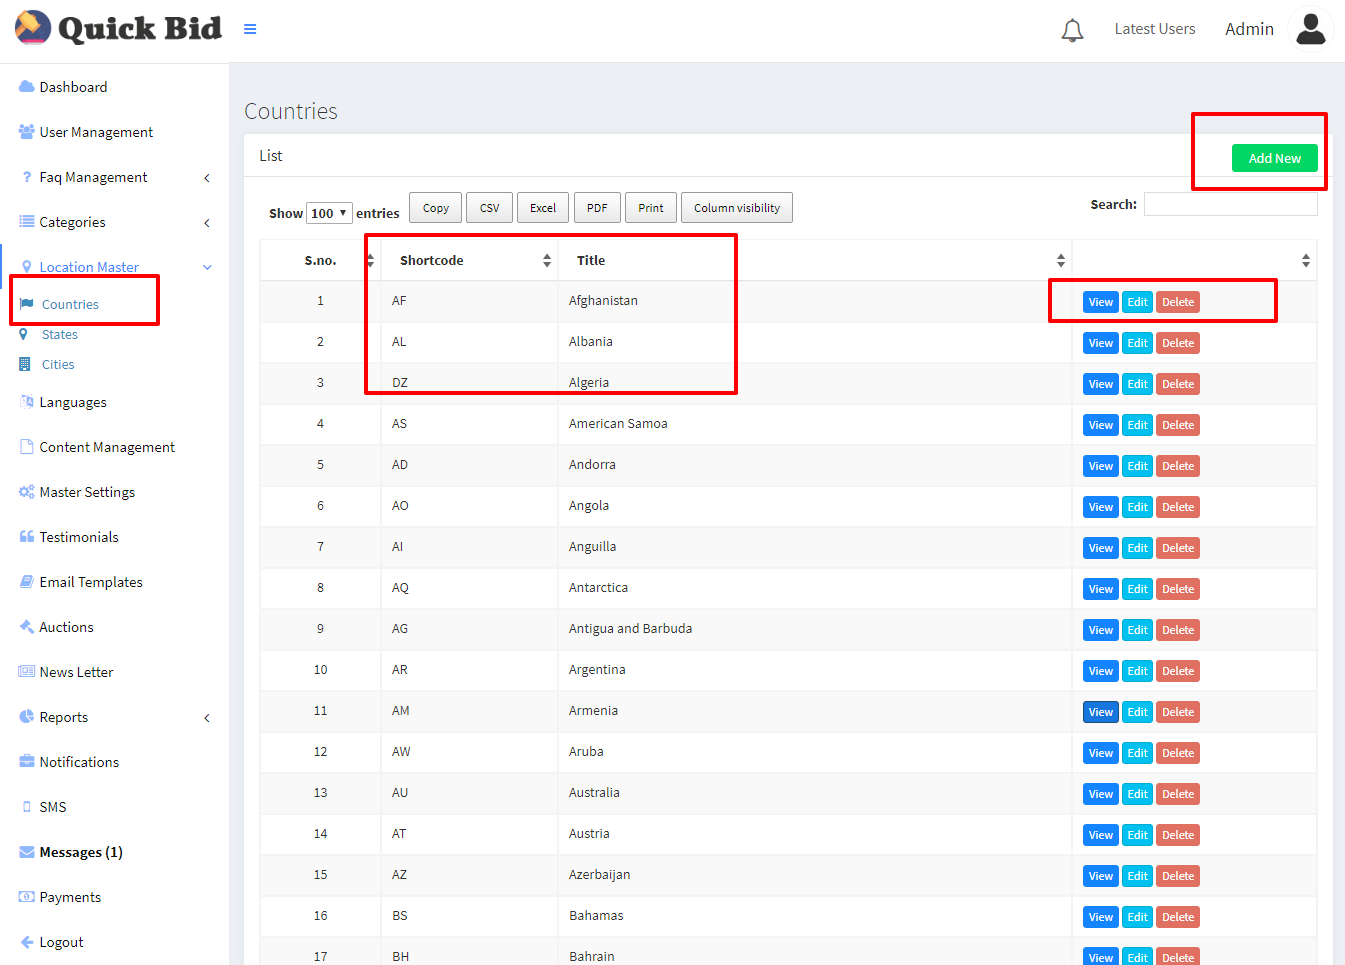 Quick Bid
Latest Users
Admin
Dashboard
User Management
Faq Management
Categories
Location Master
Countries
States
Cities
Languages
Content Management
Master Settings
Testimonials
Email Templates
Auctions
News Letter
Reports
Notifications
SMS
Messages (1)
Payments
Logout
Countries
List
Add New
Show 100 entries Copy CSV Excel PDF Print Column visibility Search:
S.no. Shortcode Title
1 AF Afghanistan View Edit Delete
2 AL Albania View Edit Delete
3 DZ Algeria View Edit Delete
4 AS American Samoa View Edit Delete
5 AD Andorra View Edit Delete
6 AO Angola View Edit Delete
7 AI Anguilla View Edit Delete
8 AQ Antarctica View Edit Delete
9 AG Antigua and Barbuda View Edit Delete
10 AR Argentina View Edit Delete
11 AM Armenia View Edit Delete
12 AW Aruba View Edit Delete
13 AU Australia View Edit Delete
14 AT Austria View Edit Delete
15 AZ Azerbaijan View Edit Delete
16 BS Bahamas View Edit Delete
17 BH Bahrain View Edit Delete